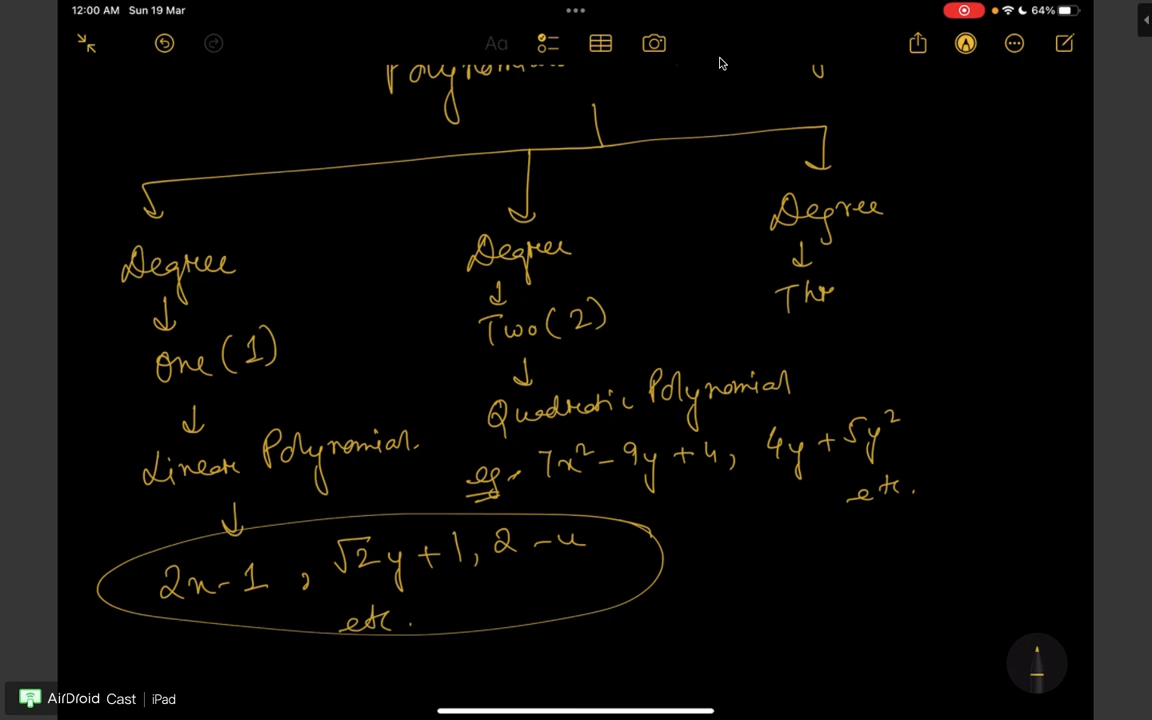 12:00 AM Sun 19 Mar
64%
Aa
Degree
One (1)
Linear Polynomial.
2x - 1 , √2y + 1, 2 - u
etc.
Degree
Two (2)
Quadratic Polynomial
eg - 7x² - 9y + 4, 4y + 5y²
etc.
Degree
Thr
AirDroid Cast | iPad